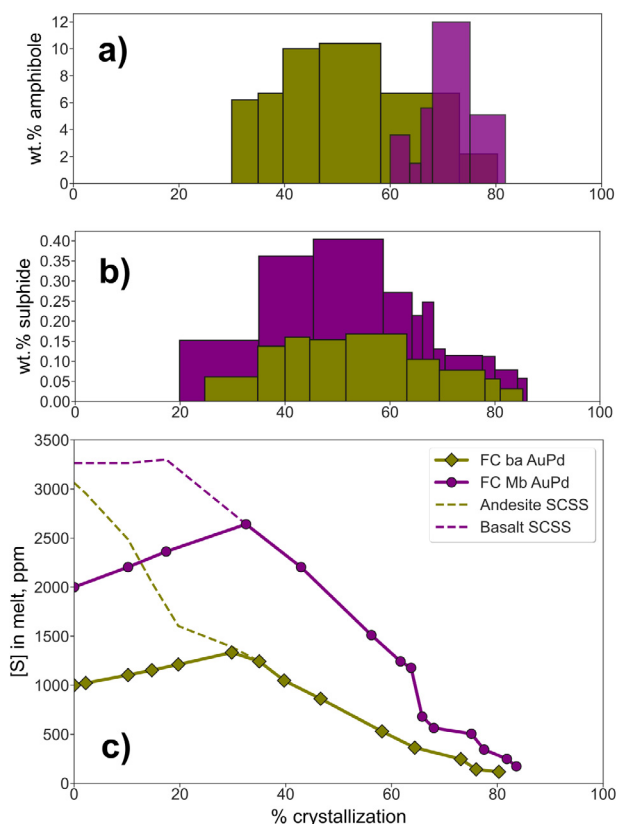 a)
wt.% amphibole
12
10
8
6
4
2
0
0 20 40 60 80 100
b)
wt.% sulphide
0.40
0.35
0.30
0.25
0.20
0.15
0.10
0.05
0.00
0 20 40 60 80 100
c)
[S] in melt, ppm
3500
3000
2500
2000
1500
1000
500
0
FC ba AuPd
FC Mb AuPd
Andesite SCSS
Basalt SCSS
0 20 40 60 80 100
% crystallization